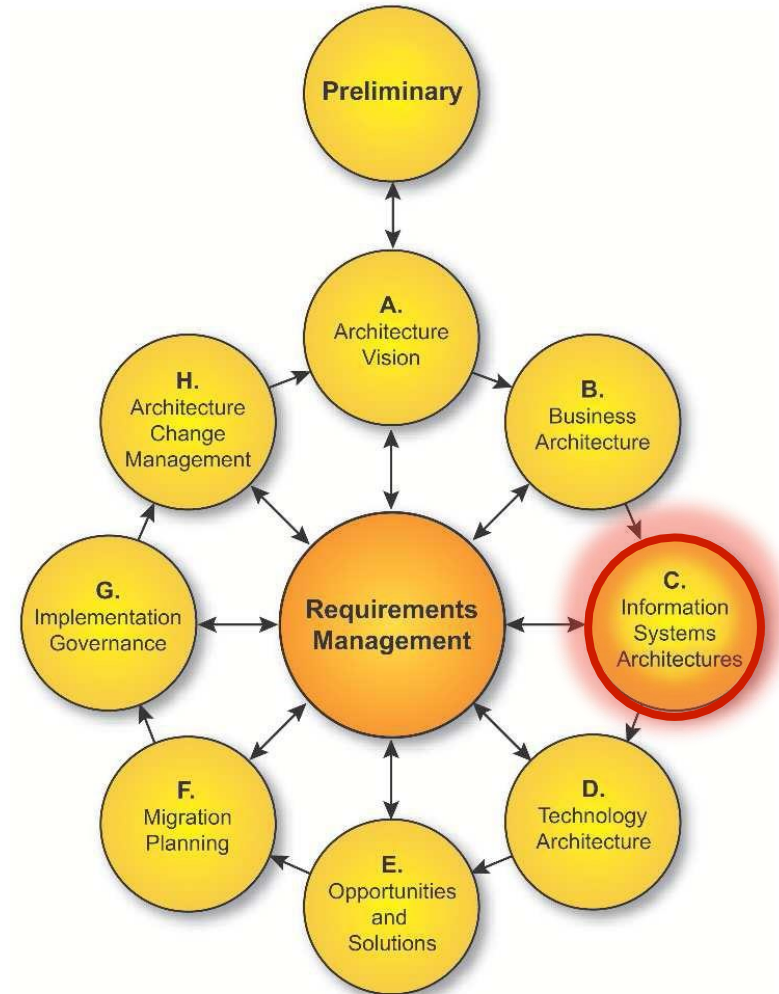 Preliminary
A.
Architecture
Vision
B.
Business
Architecture
C.
Information
Systems
Architectures
D.
Technology
Architecture
E.
Opportunities
and
Solutions
F.
Migration
Planning
G.
Implementation
Governance
H.
Architecture
Change
Management
Requirements
Management